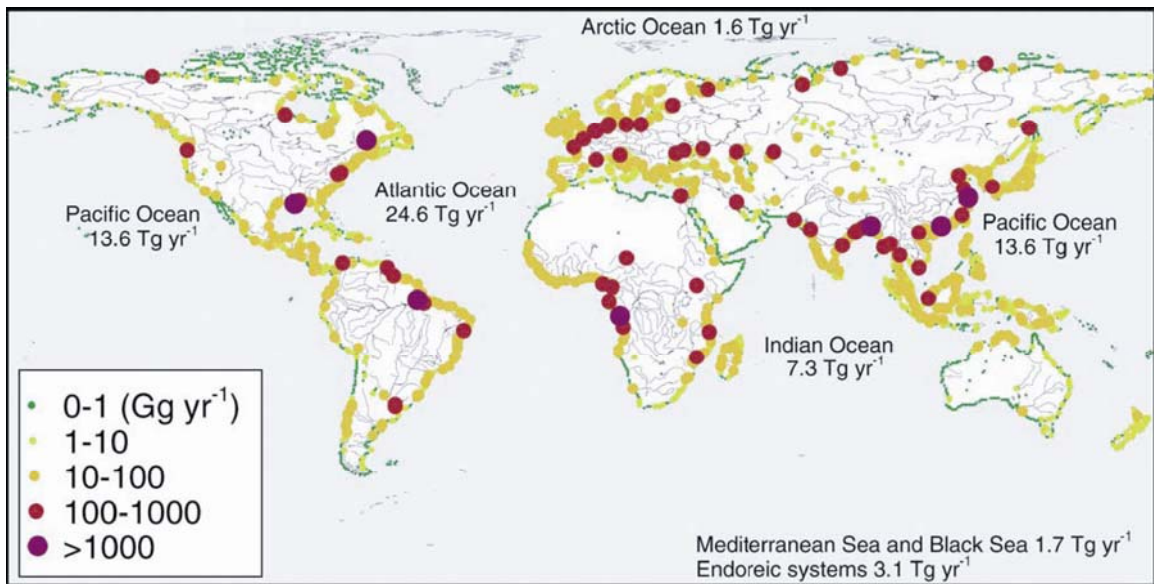 Arctic Ocean 1.6 Tg yr⁻¹
Atlantic Ocean
24.6 Tg yr⁻¹
Pacific Ocean
13.6 Tg yr⁻¹
Pacific Ocean
13.6 Tg yr⁻¹
Indian Ocean
7.3 Tg yr⁻¹
0-1 (Gg yr⁻¹)
1-10
10-100
100-1000
>1000
Mediterranean Sea and Black Sea 1.7 Tg yr⁻¹
Endoreic systems 3.1 Tg yr⁻¹